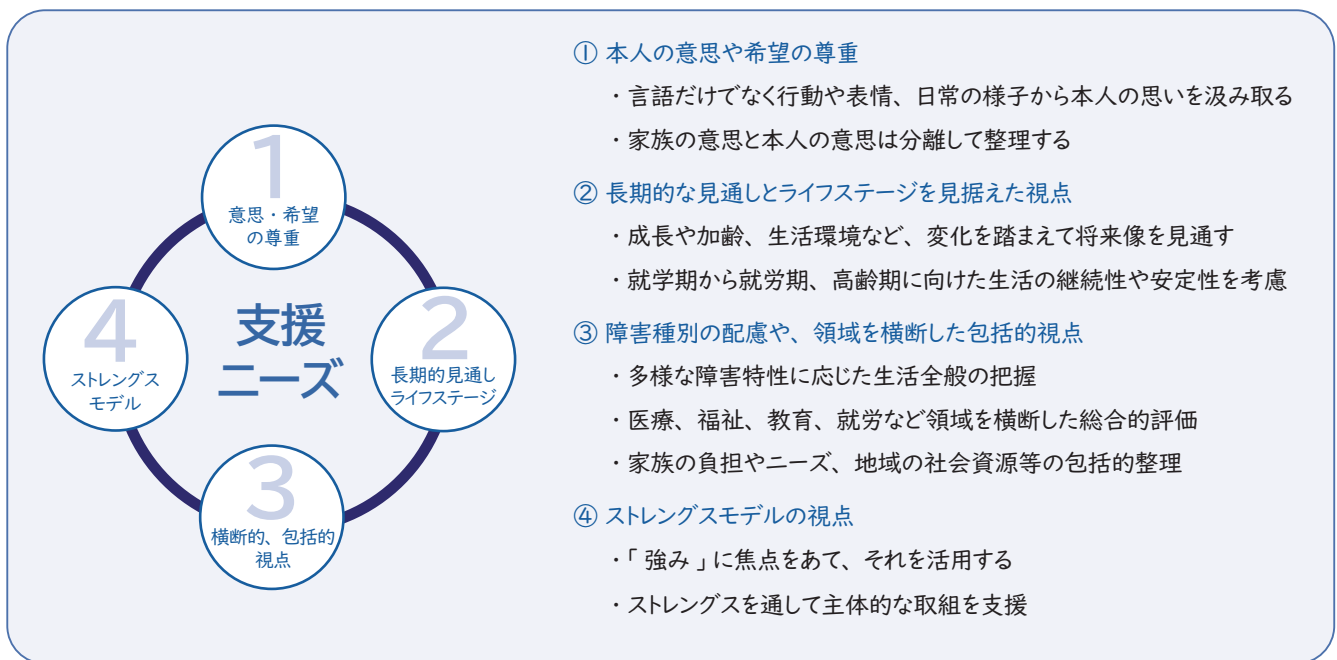 1
意思・希望
の尊重
2
長期的見通し
ライフステージ
3
横断的、包括的
視点
4
ストレングス
モデル
支援
ニーズ
① 本人の意思や希望の尊重
・言語だけでなく行動や表情、日常の様子から本人の思いを汲み取る
・家族の意思と本人の意思は分離して整理する
② 長期的な見通しとライフステージを見据えた視点
・成長や加齢、生活環境など、変化を踏まえて将来像を見通す
・就学期から就労期、高齢期に向けた生活の継続性や安定性を考慮
③ 障害種別の配慮や、領域を横断した包括的視点
・多様な障害特性に応じた生活全般の把握
・医療、福祉、教育、就労など領域を横断した総合的評価
・家族の負担やニーズ、地域の社会資源等の包括的整理
④ ストレングスモデルの視点
・「 強み 」に焦点をあて、それを活用する
・ストレングスを通して主体的な取組を支援